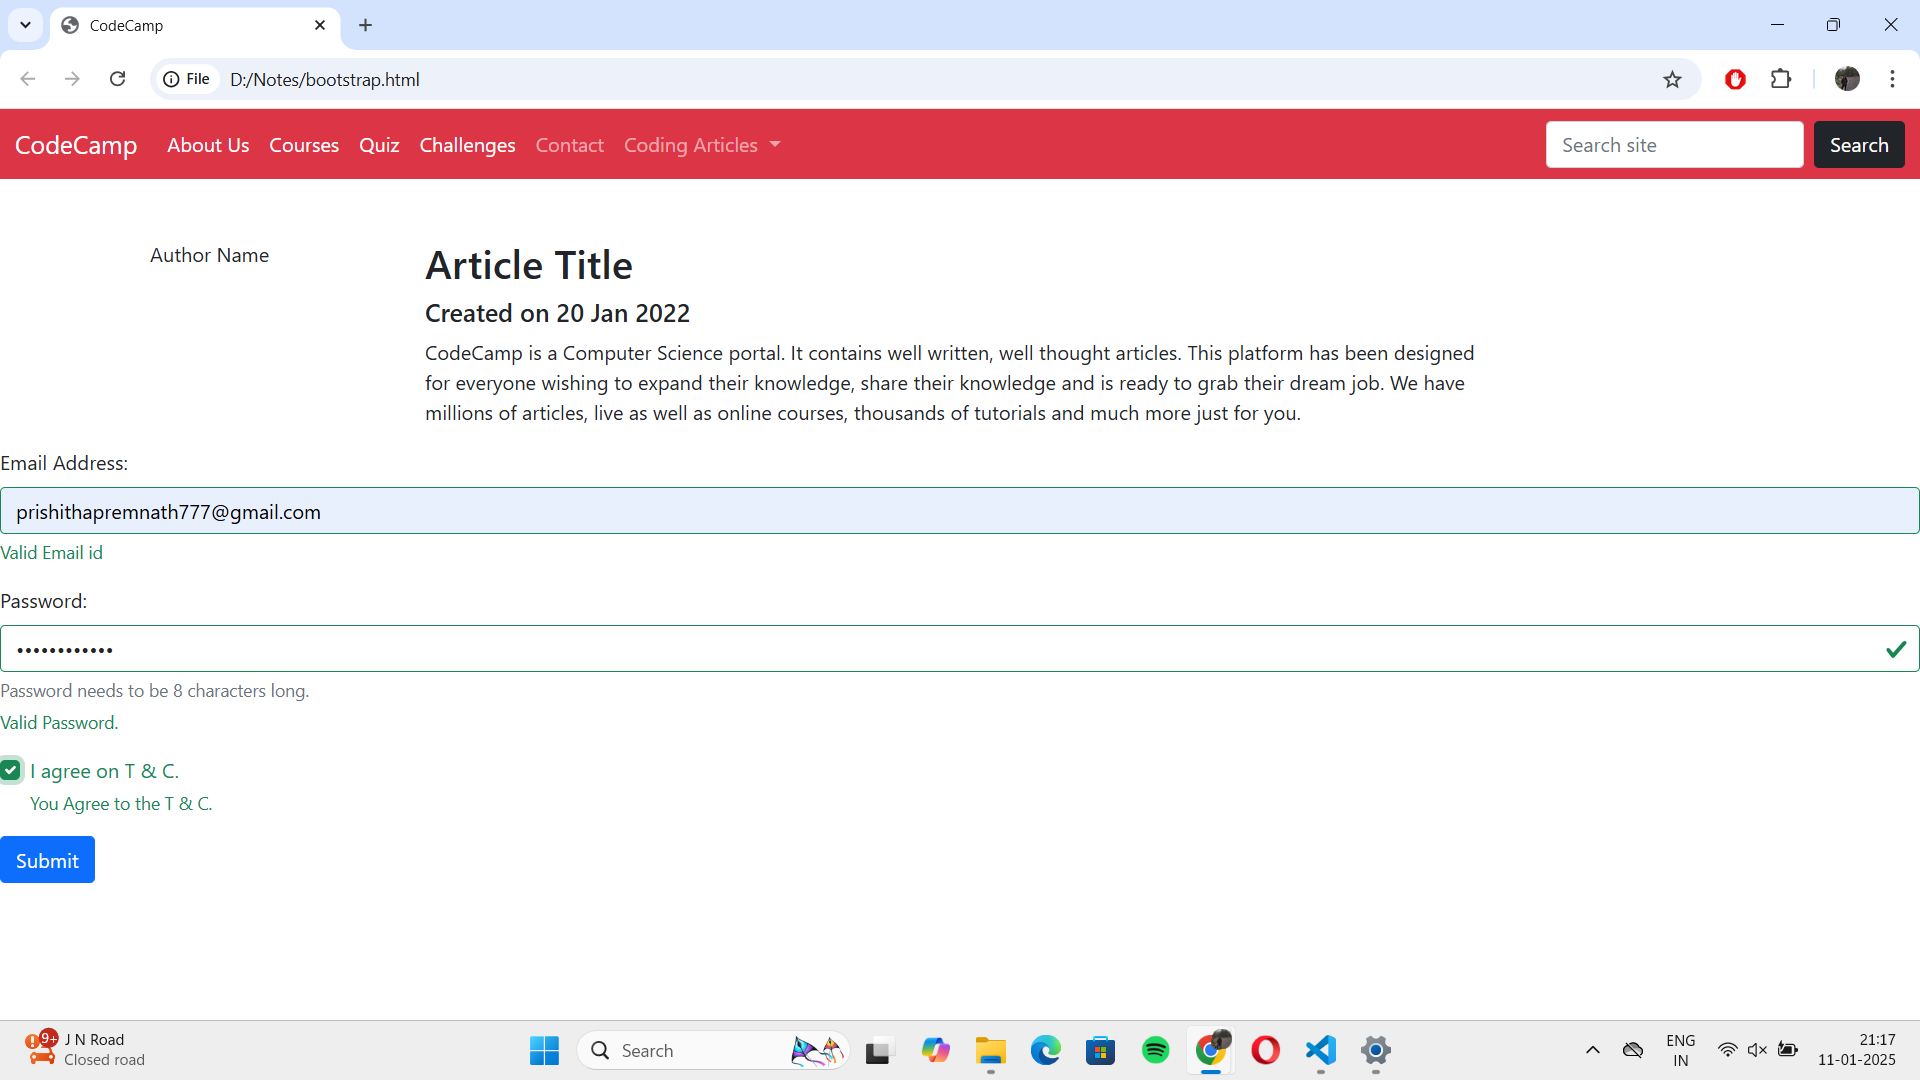 CodeCamp
File D:/Notes/bootstrap.html
CodeCamp About Us Courses Quiz Challenges Contact Coding Articles Search site Search
Author Name
Article Title
Created on 20 Jan 2022
CodeCamp is a Computer Science portal. It contains well written, well thought articles. This platform has been designed
for everyone wishing to expand their knowledge, share their knowledge and is ready to grab their dream job. We have
millions of articles, live as well as online courses, thousands of tutorials and much more just for you.
Email Address:
prishithapremnath777@gmail.com
Valid Email id
Password:
••••••••••••
Password needs to be 8 characters long.
Valid Password.
I agree on T & C.
You Agree to the T & C.
Submit
9+ J N Road
Closed road
Search
ENG
IN
21:17
11-01-2025